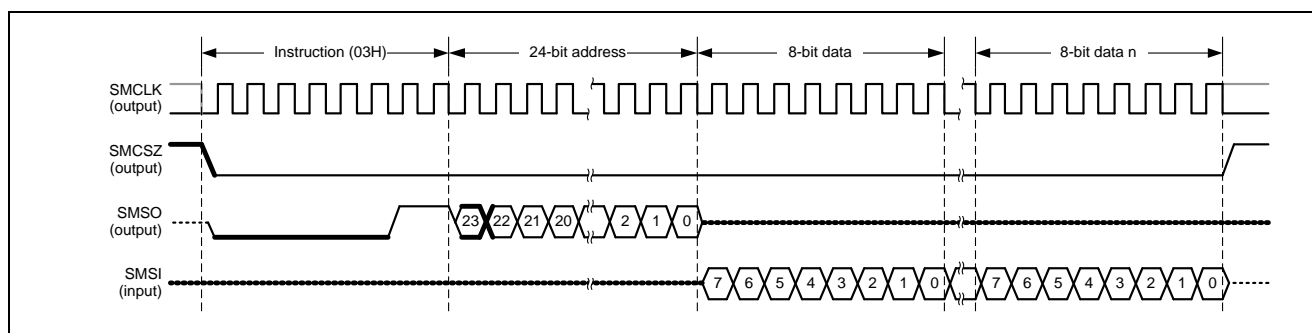 Instruction (03H) 24-bit address 8-bit data 8-bit data n
SMCLK
(output)
SMCSZ
(output)
SMSO
(output)
23 22 21 20 2 1 0
SMSI
(input)
7 6 5 4 3 2 1 0 7 6 5 4 3 2 1 0